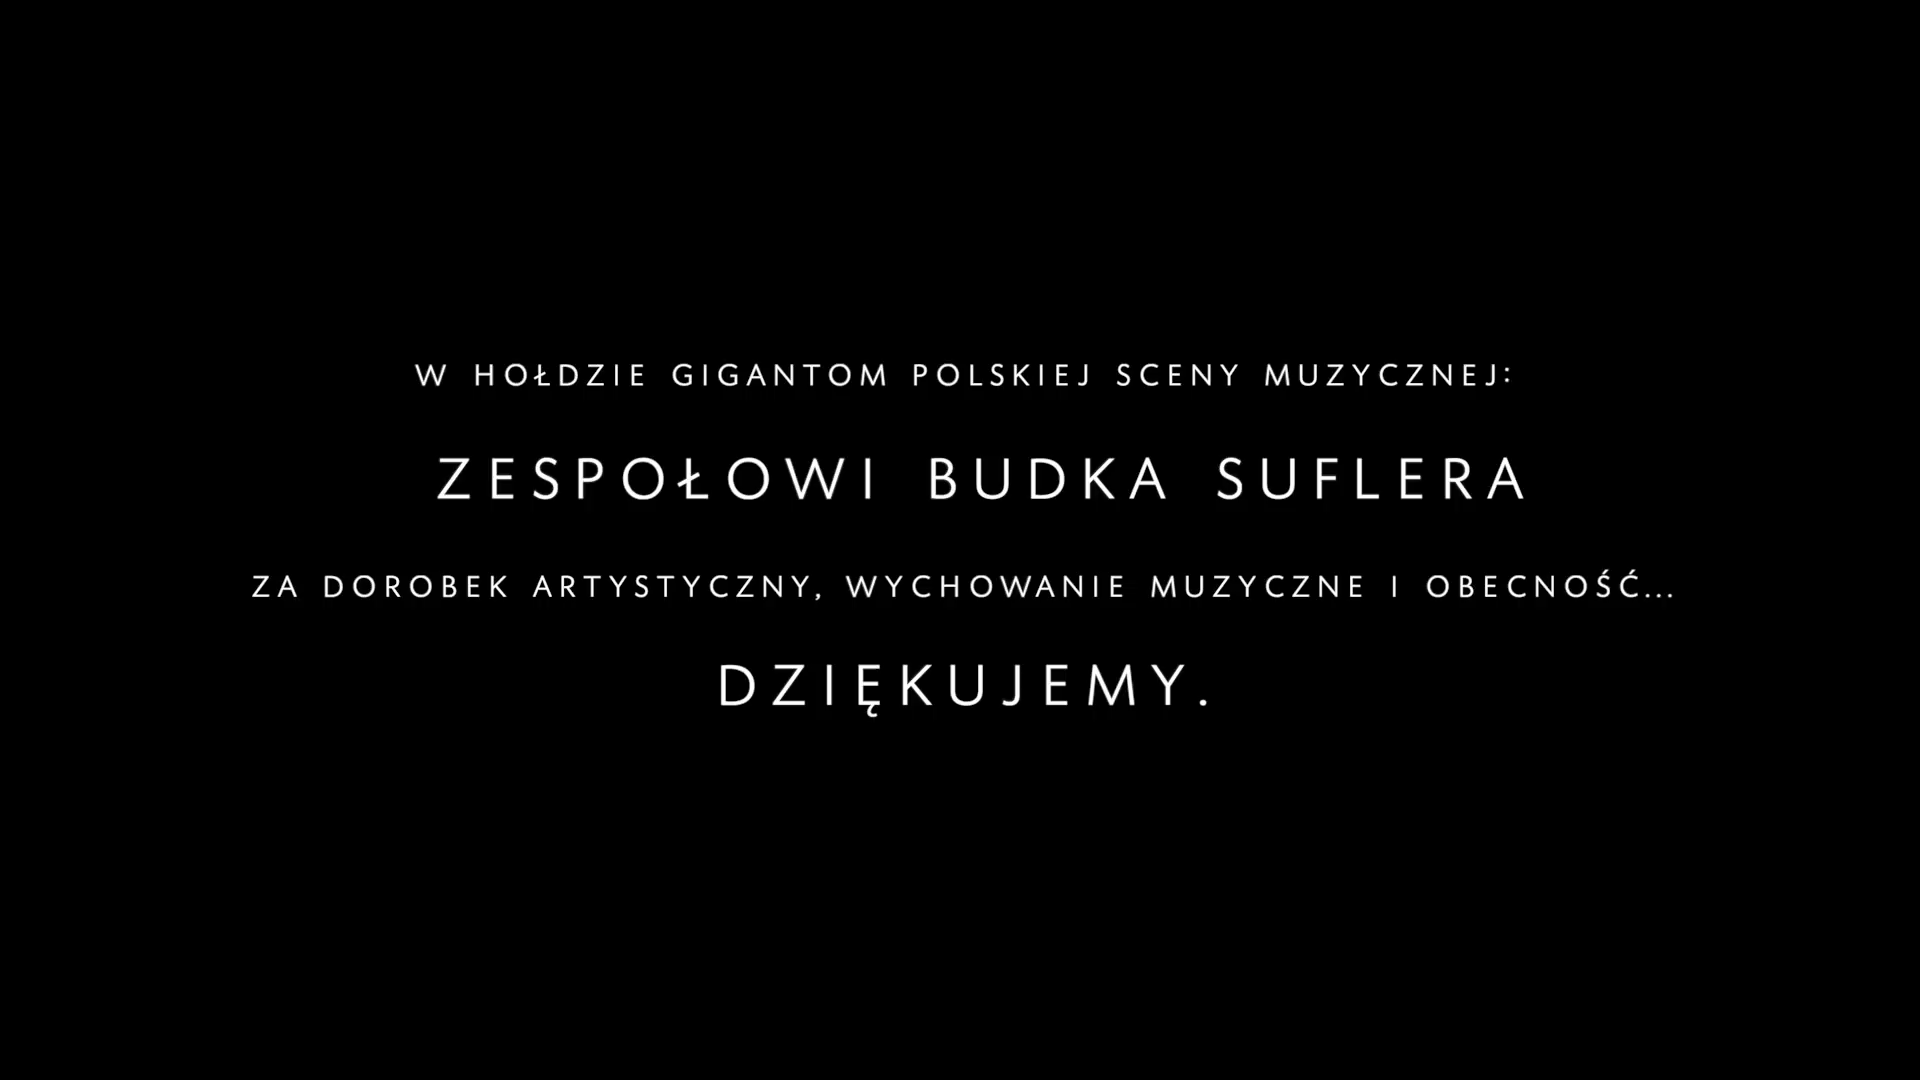 W HOŁDZIE GIGANTOM POLSKIEJ SCENY MUZYCZNEJ:
ZESPOŁOWI BUDKA SUFLERA
ZA DOROBEK ARTYSTYCZNY, WYCHOWANIE MUZYCZNE I OBECNOŚĆ...
DZIĘKUJEMY.